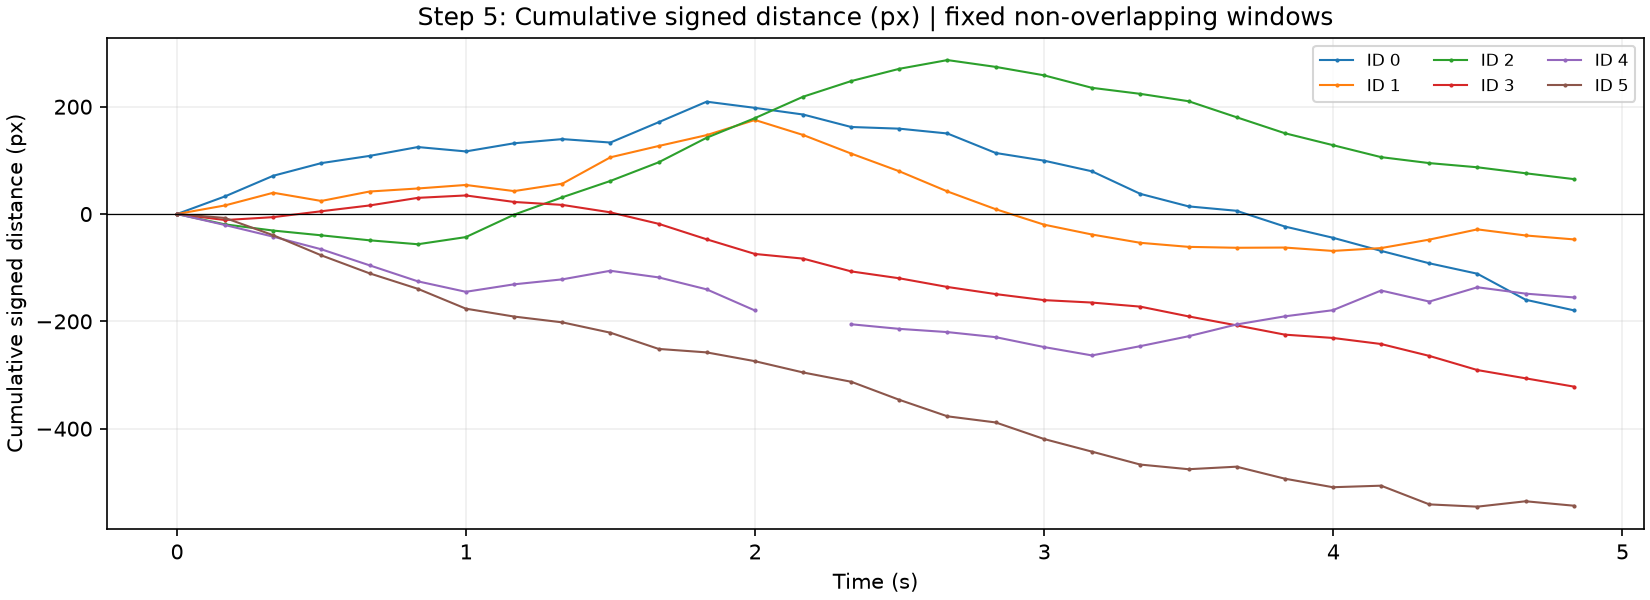 Step 5: Cumulative signed distance (px) | fixed non-overlapping windows
Cumulative signed distance (px)
200
0
−200
−400
ID 0
ID 2
ID 4
ID 1
ID 3
ID 5
0
1
2
3
4
5
Time (s)